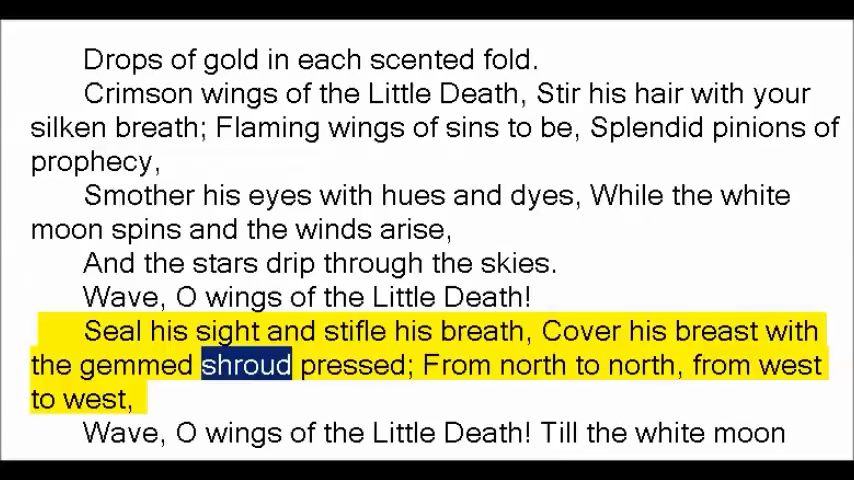 Drops of gold in each scented fold.
Crimson wings of the Little Death, Stir his hair with your
silken breath; Flaming wings of sins to be, Splendid pinions of
prophecy,
Smother his eyes with hues and dyes, While the white
moon spins and the winds arise,
And the stars drip through the skies.
Wave, O wings of the Little Death!
Seal his sight and stifle his breath, Cover his breast with
the gemmed shroud pressed; From north to north, from west
to west,
Wave, O wings of the Little Death! Till the white moon